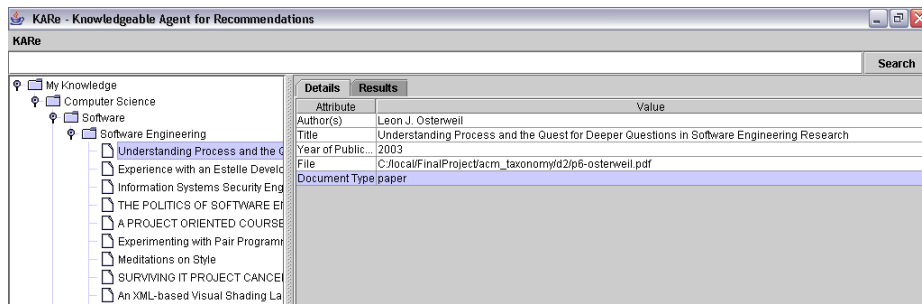 KARe - Knowledgeable Agent for Recommendations
KARe
Search
My Knowledge
Computer Science
Software
Software Engineering
Understanding Process and the
Experience with an Estelle Develo
Information Systems Security Eng
THE POLITICS OF SOFTWARE
A PROJECT ORIENTED COURSE
Experimenting with Pair Program
Meditations on Style
SURVIVING IT PROJECT CANCEL
An XML-based Visual Shading La
Details Results
Attribute Value
Author(s) Leon J. Osterweil
Title Understanding Process and the Quest for Deeper Questions in Software Engineering Research
Year of Public... 2003
File C:/local/FinalProject/acm_taxonomy/d2/p6-osterweil.pdf
Document Type paper